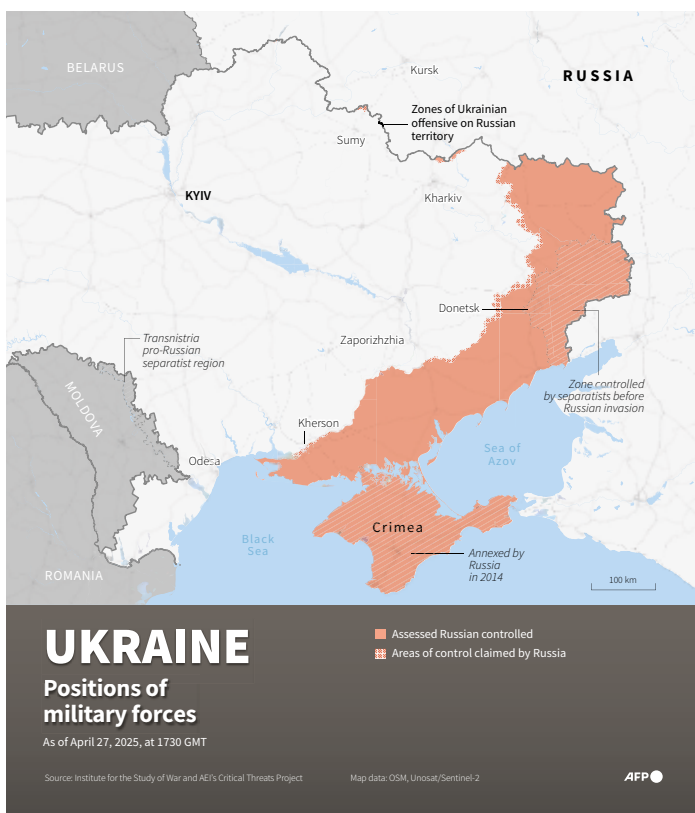 BELARUS
Kursk
RUSSIA
Zones of Ukrainian
offensive on Russian
territory
Sumy
KYIV
Kharkiv
Donetsk
Transnistria
pro-Russian
separatist region
Zaporizhzhia
MOLDOVA
Zone controlled
by separatists before
Russian invasion
Kherson
Odesa
Sea of
Azov
Crimea
Black
Sea
Annexed by
Russia
in 2014
ROMANIA
100 km
UKRAINE
Positions of
military forces
As of April 27, 2025, at 1730 GMT
Assessed Russian controlled
Areas of control claimed by Russia
Source: Institute for the Study of War and AEI's Critical Threats Project
Map data: OSM, Unosat/Sentinel-2
AFP